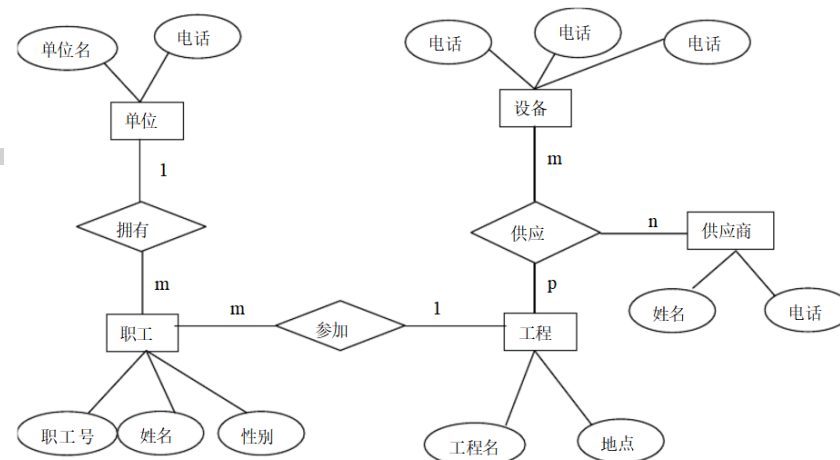 单位名
电话
电话
电话
电话
单位
设备
1
m
拥有
供应
n
供应商
m
p
姓名
电话
职工
m
参加
1
工程
职工号
姓名
性别
工程名
地点